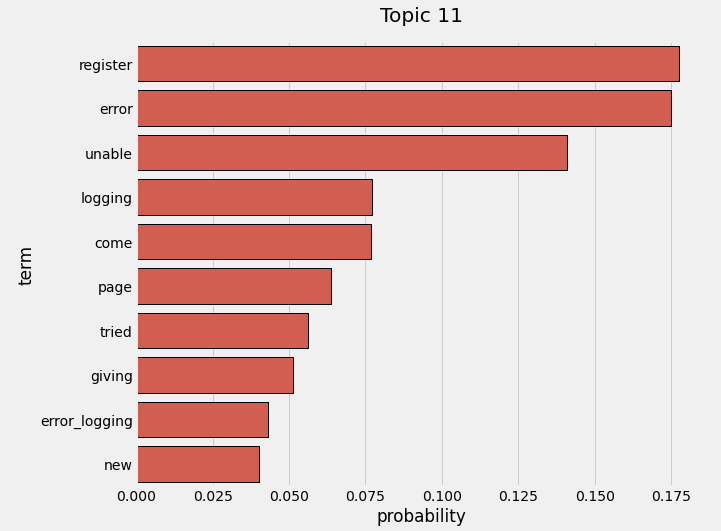 Topic 11
term
register
error
unable
logging
come
page
tried
giving
error_logging
new
0.000 0.025 0.050 0.075 0.100 0.125 0.150 0.175
probability